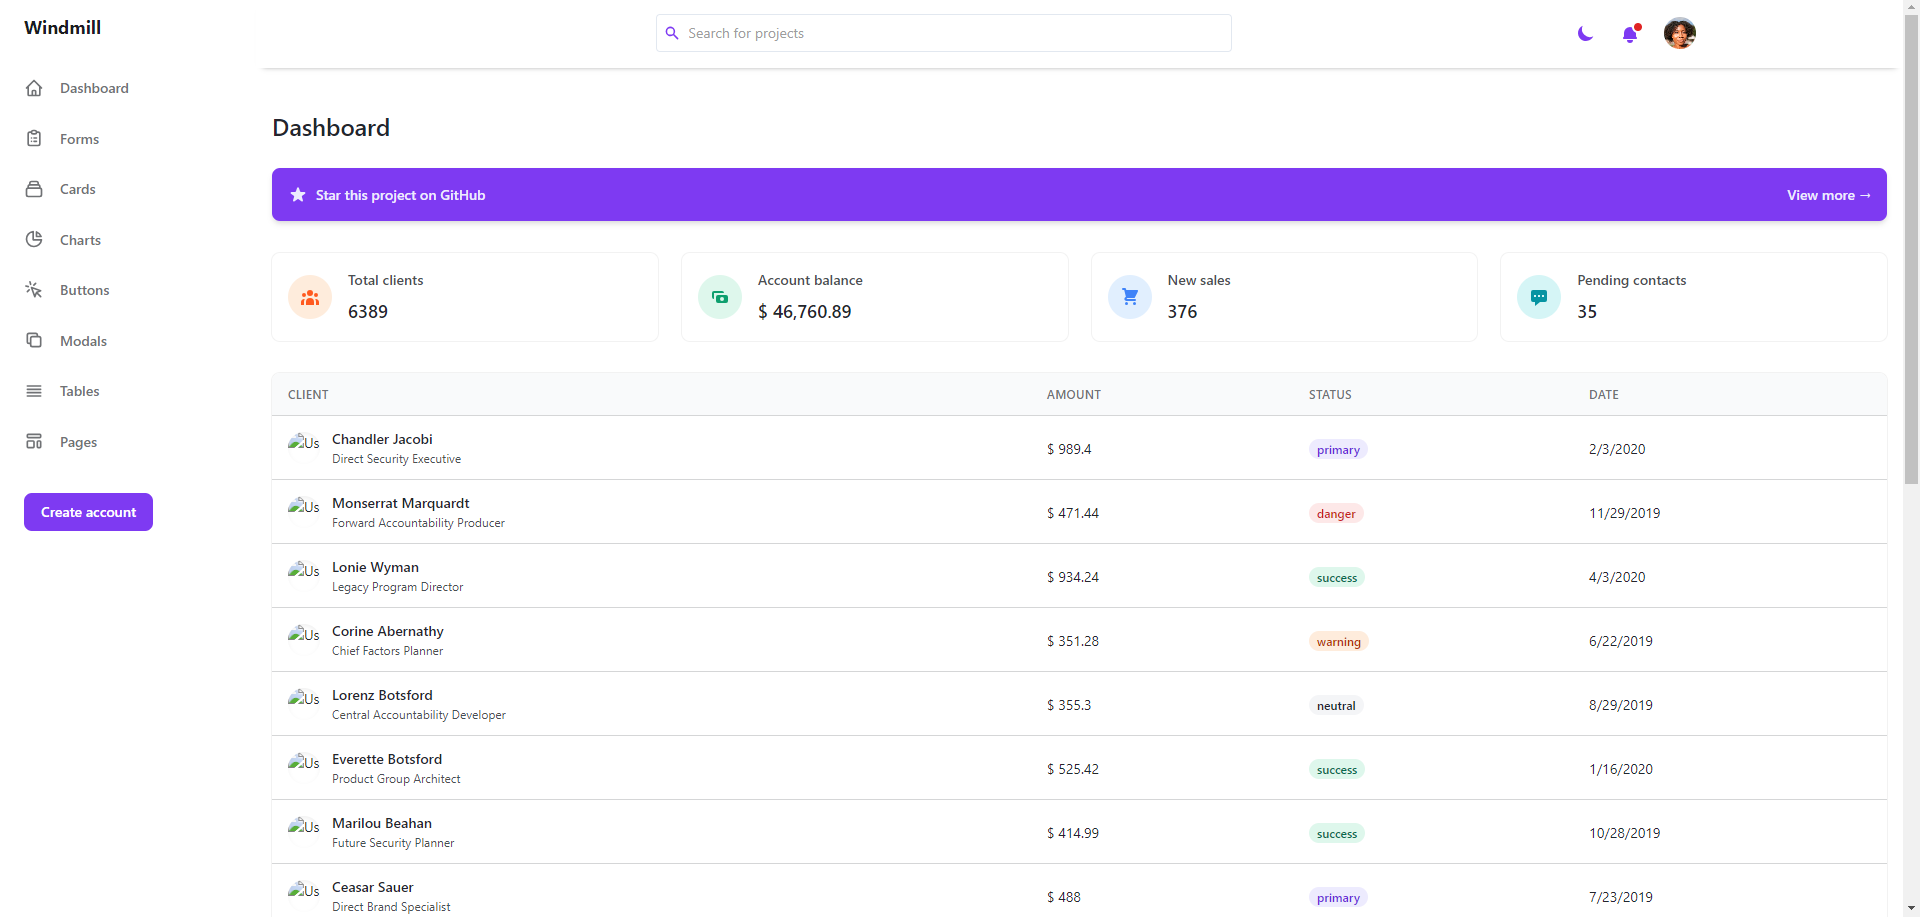 Windmill
Search for projects
Dashboard
Forms
Cards
Charts
Buttons
Modals
Tables
Pages
Create account
Dashboard
Star this project on GitHub
View more →
Total clients
6389
Account balance
$ 46,760.89
New sales
376
Pending contacts
35
CLIENT AMOUNT STATUS DATE
Us Chandler Jacobi
Direct Security Executive
$ 989.4 primary 2/3/2020
Us Monserrat Marquardt
Forward Accountability Producer
$ 471.44 danger 11/29/2019
Us Lonie Wyman
Legacy Program Director
$ 934.24 success 4/3/2020
Us Corine Abernathy
Chief Factors Planner
$ 351.28 warning 6/22/2019
Us Lorenz Botsford
Central Accountability Developer
$ 355.3 neutral 8/29/2019
Us Everette Botsford
Product Group Architect
$ 525.42 success 1/16/2020
Us Marilou Beahan
Future Security Planner
$ 414.99 success 10/28/2019
Us Ceasar Sauer
Direct Brand Specialist
$ 488 primary 7/23/2019